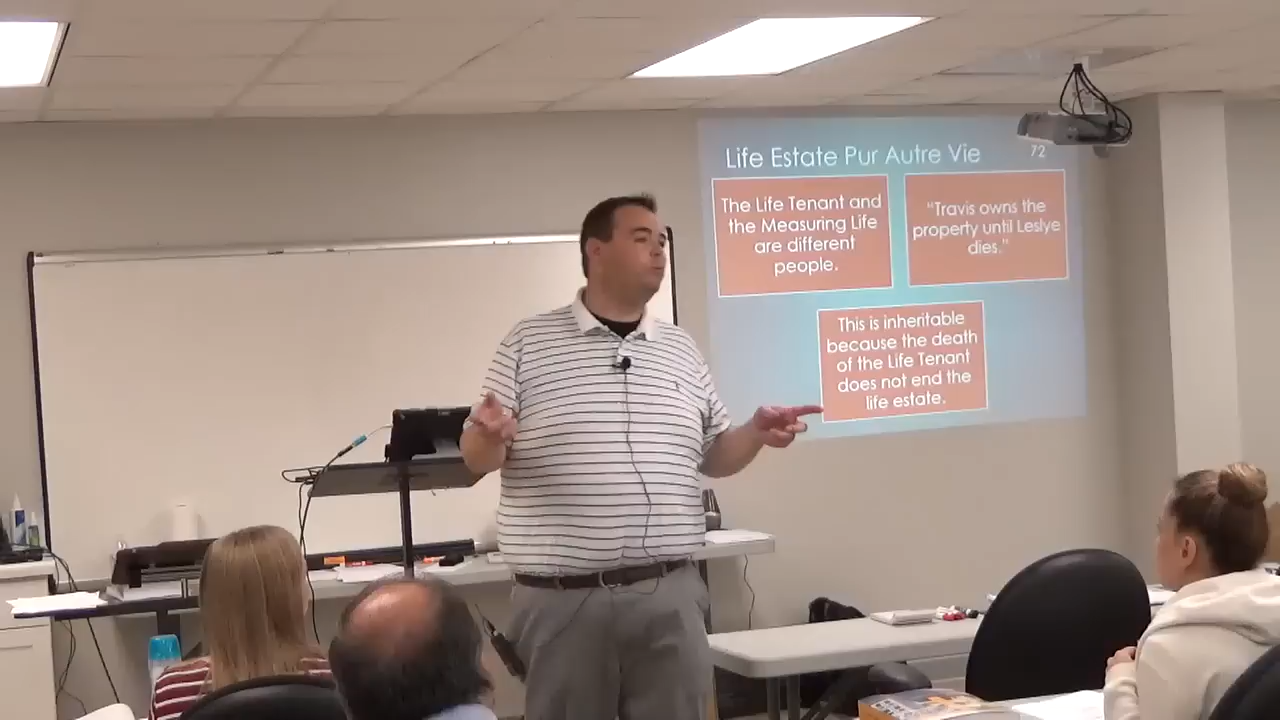 Life Estate Pur Autre Vie
72
The Life Tenant and
the Measuring Life
are different
people.
“Travis owns the
property until Leslye
dies.”
This is inheritable
because the death
of the Life Tenant
does not end the
life estate.